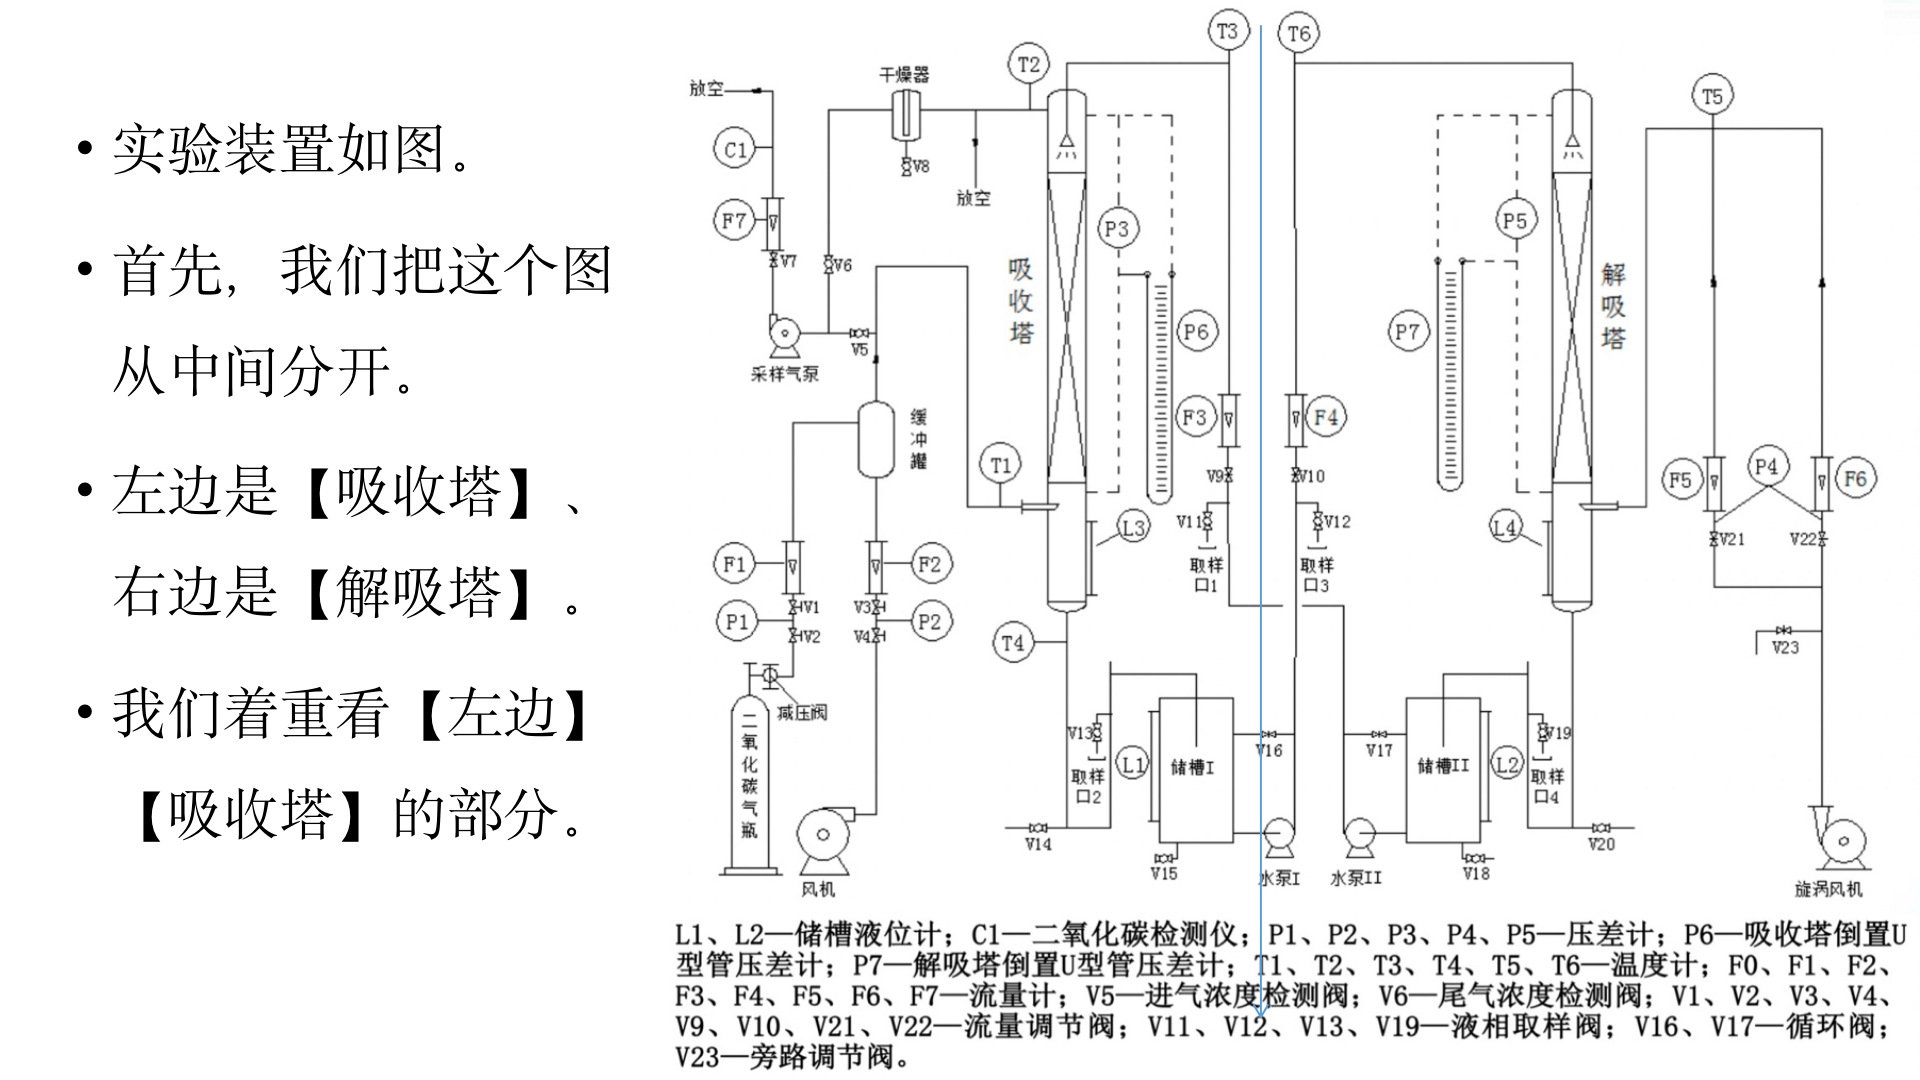 • 实验装置如图。
• 首先，我们把这个图
从中间分开。
• 左边是【吸收塔】、
右边是【解吸塔】。
• 我们着重看【左边】
【吸收塔】的部分。
T3
T6
T2
干燥器
放空
T5
C1
V8
放空
F7
P3
P5
V7
V6
吸收塔
解吸塔
P6
P7
V5
采样气泵
缓冲罐
F3
F4
T1
V9
V10
P4
F5
F6
V11
V12
L3
L4
V21
V22
取样口1
取样口3
F1
F2
V1
V3
P1
P2
V2
V4
T4
V23
减压阀
二氧化碳气瓶
V13
V16
V17
V19
L1
储槽I
储槽II
L2
取样口2
取样口4
V14
V20
V15
V18
风机
水泵I
水泵II
旋涡风机
L1、L2—储槽液位计；C1—二氧化碳检测仪；P1、P2、P3、P4、P5—压差计；P6—吸收塔倒置U
型管压差计；P7—解吸塔倒置U型管压差计；T1、T2、T3、T4、T5、T6—温度计；F0、F1、F2、
F3、F4、F5、F6、F7—流量计；V5—进气浓度检测阀；V6—尾气浓度检测阀；V1、V2、V3、V4、
V9、V10、V21、V22—流量调节阀；V11、V12、V13、V19—液相取样阀；V16、V17—循环阀；
V23—旁路调节阀。